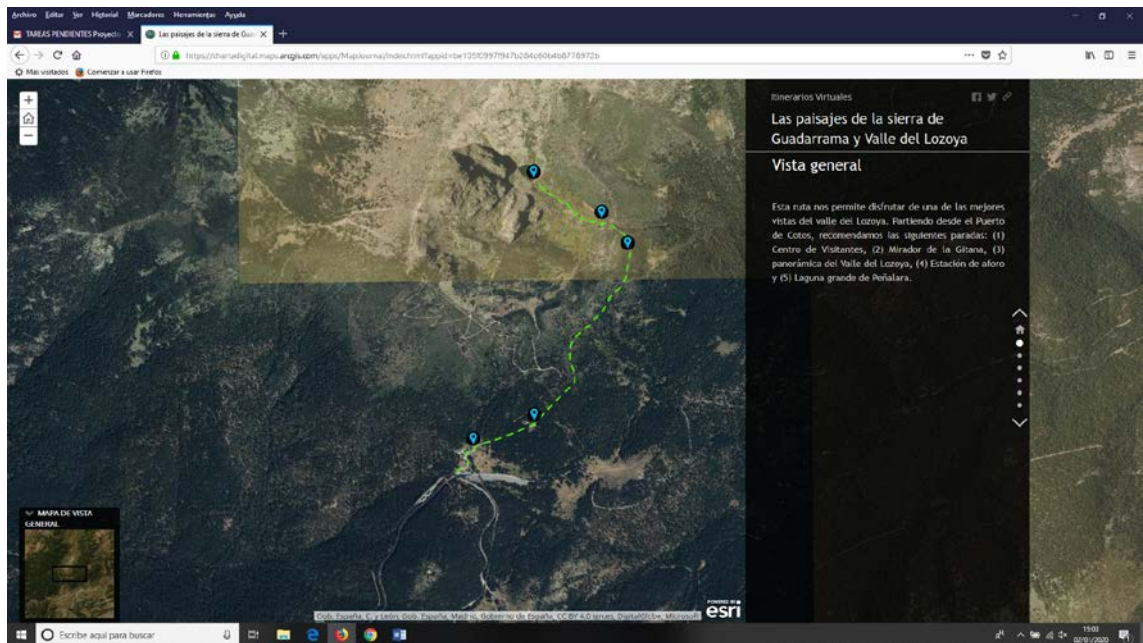 Archivo Editar Ver Historial Marcadores Herramientas Ayuda
TAREAS PENDIENTES Proyecto
Las paisajes de la sierra de Gua
Más visitados Comenzar a usar Firefox
Itinerarios Virtuales
Las paisajes de la sierra de
Guadarrama y Valle del Lozoya
Vista general
Esta ruta nos permite disfrutar de una de las mejores
vistas del valle del Lozoya. Partiendo desde el Puerto
de Cotos, recomendamos las siguientes paradas: (1)
Centro de Visitantes, (2) Mirador de la Gitana, (3)
panorámica del Valle del Lozoya, (4) Estación de aforo
y (5) Laguna grande de Peñalara.
MAPA DE VISTA
GENERAL
POWERED BY
esri
Escribe aquí para buscar
15:03
02/01/2020